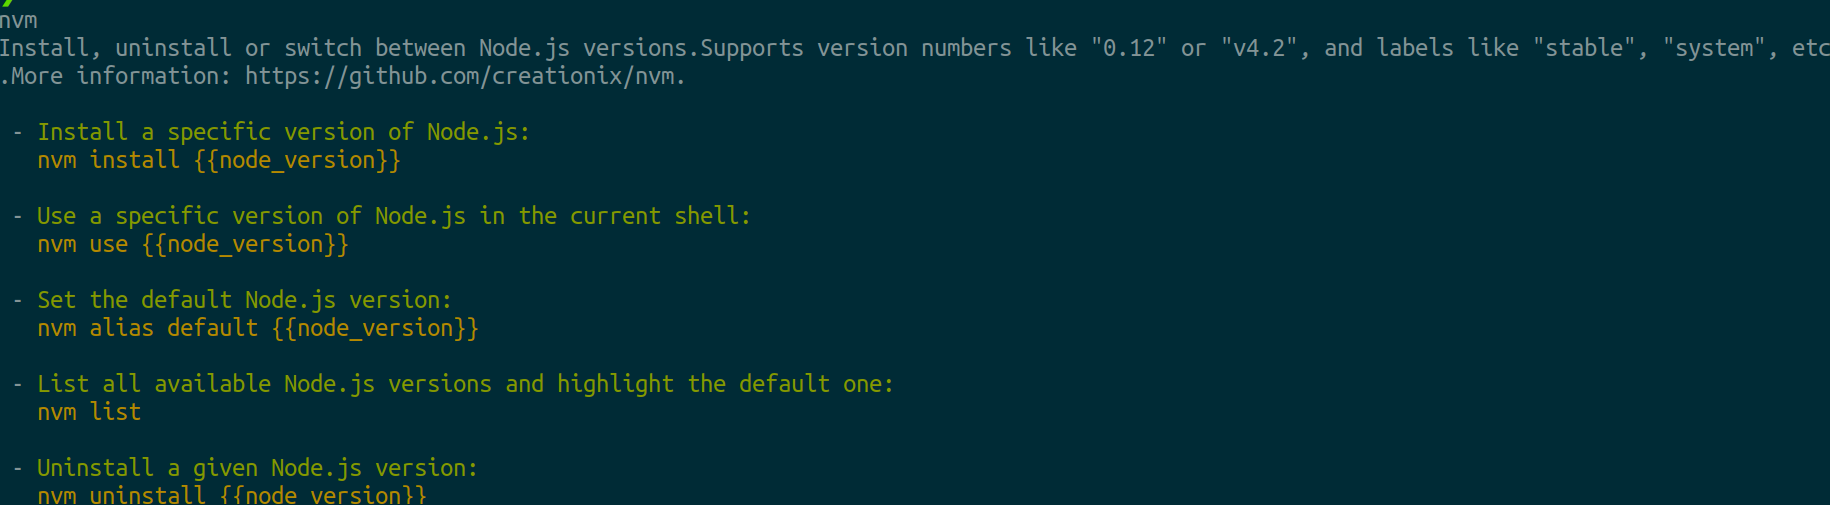 nvm
Install, uninstall or switch between Node.js versions.Supports version numbers like "0.12" or "v4.2", and labels like "stable", "system", etc
.More information: https://github.com/creationix/nvm.
- Install a specific version of Node.js:
nvm install {{node_version}}
- Use a specific version of Node.js in the current shell:
nvm use {{node_version}}
- Set the default Node.js version:
nvm alias default {{node_version}}
- List all available Node.js versions and highlight the default one:
nvm list
- Uninstall a given Node.js version:
nvm uninstall {{node_version}}